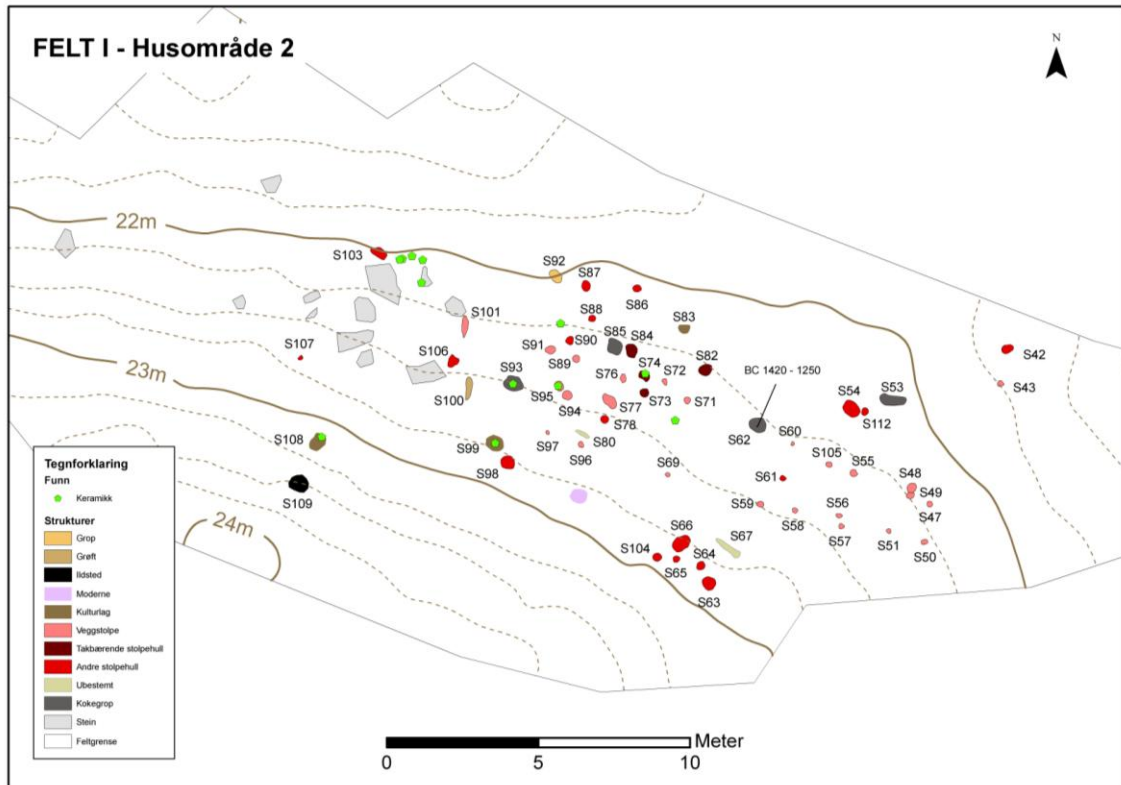 FELT I - Husområde 2
N
22m
S103
S92
S87
S86
S88
S101
S85
S84
S83
S91
S90
S107
S106
S89
S74
S82
S42
23m
S93
S76
S72
BC 1420 - 1250
S54
S53
S43
S95
S100
S94
S77
S73
S71
S78
S62
S60
S112
S108
S99
S97
S80
S96
S105
S55
S98
S69
S61
S48
S49
S109
S59
S58
S56
S47
24m
S57
S51
S50
S66
S67
S104
S64
S65
S63
Tegnforklaring
Funn
Keramikk
Strukturer
Grop
Grøft
Ildsted
Moderne
Kulturlag
Veggstolpe
Takbærende stolpehull
Andre stolpehull
Ubestemt
Kokegrop
Stein
Feltgrense
Meter
0
5
10